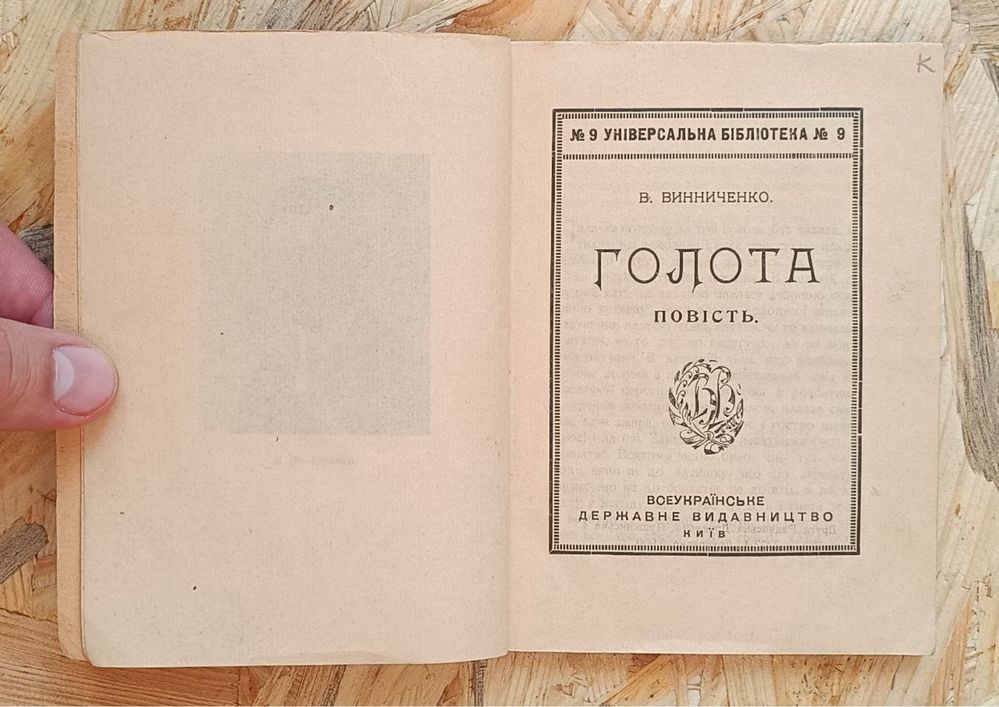 К
№ 9 УНІВЕРСАЛЬНА БІБЛІОТЕКА № 9
В. ВИННИЧЕНКО.
ГОЛОТА
ПОВІСТЬ.
ВСЕУКРАЇНСЬКЕ
ДЕРЖАВНЕ ВИДАВНИЦТВО
КИЇВ